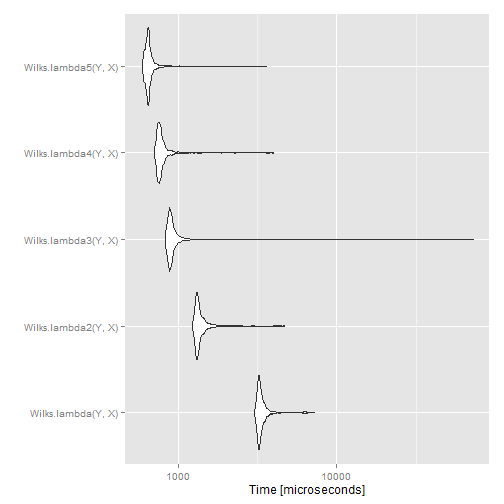 Wilks.lambda5(Y, X)
Wilks.lambda4(Y, X)
Wilks.lambda3(Y, X)
Wilks.lambda2(Y, X)
Wilks.lambda(Y, X)
1000 10000
Time [microseconds]